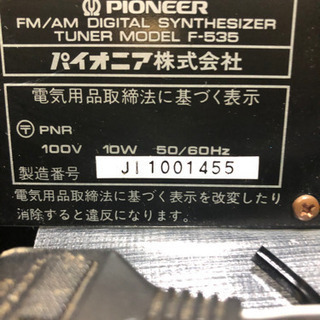 PIONEER
FM/AM DIGITAL SYNTHESIZER
TUNER MODEL F-535
パイオニア株式会社
電気用品取締法に基づく表示
〒 PNR
100V 10W 50/60Hz
製造番号 JI1001455
電気用品取締法に基づく表示を改変したり
消除すると違反になります。